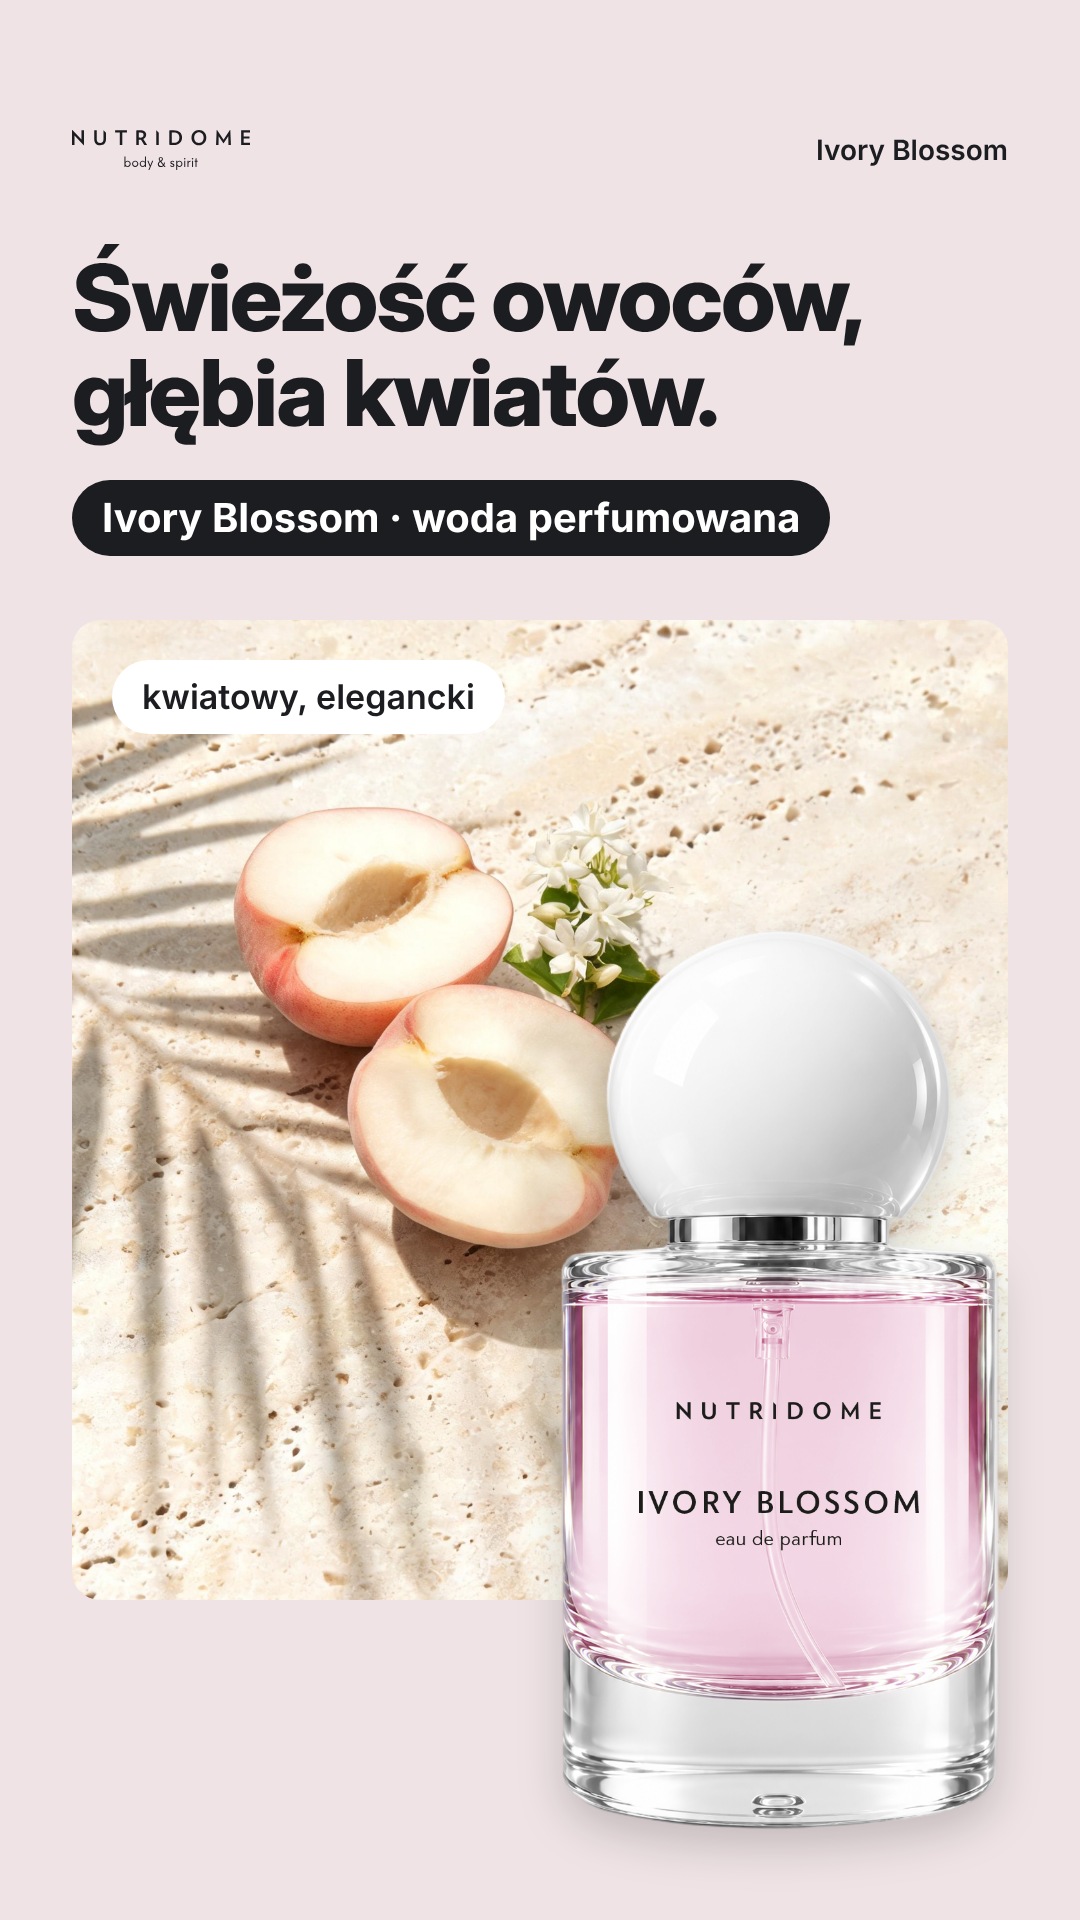 NUTRIDOME
body & spirit
Ivory Blossom
Świeżość owoców,
głębia kwiatów.
Ivory Blossom · woda perfumowana
kwiatowy, elegancki
NUTRIDOME
IVORY BLOSSOM
eau de parfum